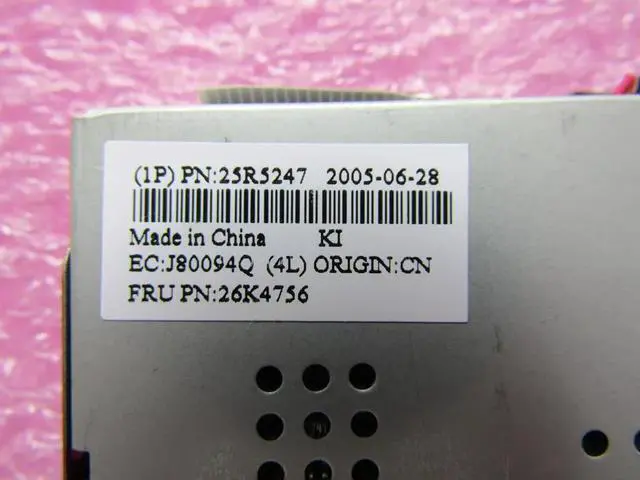 (1P) PN:25R5247 2005-06-28
Made in China KI
EC:J80094Q (4L) ORIGIN:CN
FRU PN:26K4756